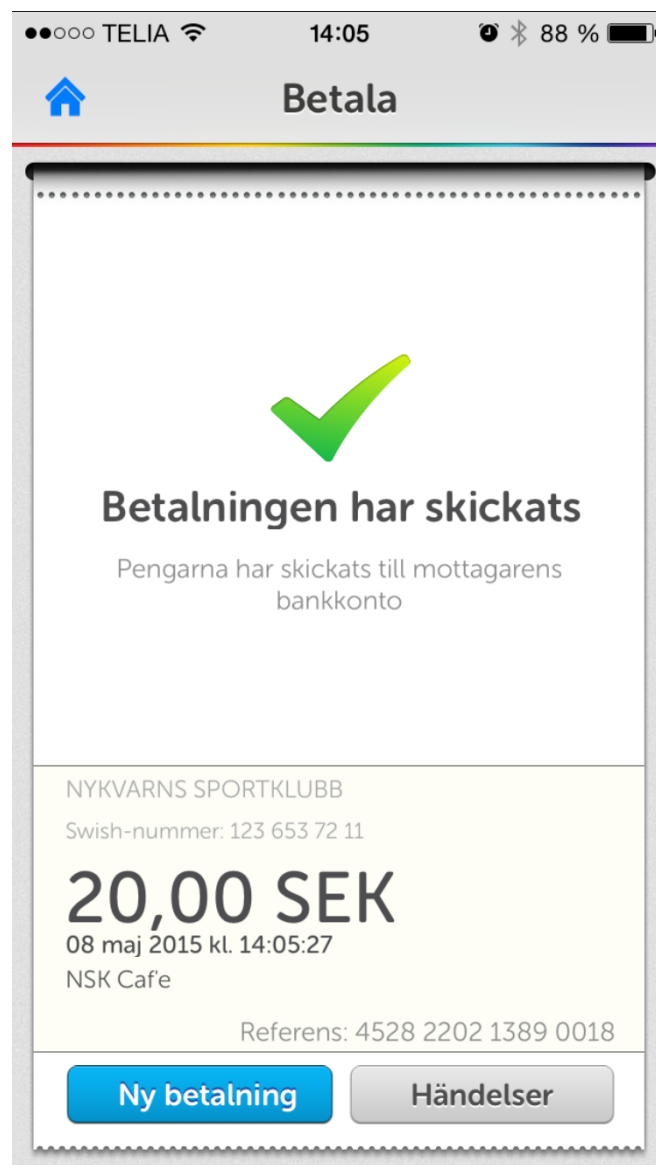 TELIA 14:05 88 %
Betala
Betalningen har skickats
Pengarna har skickats till mottagarens
bankkonto
NYKVARNS SPORTKLUBB
Swish-nummer: 123 653 72 11
20,00 SEK
08 maj 2015 kl. 14:05:27
NSK Caf'e
Referens: 4528 2202 1389 0018
Ny betalning Händelser